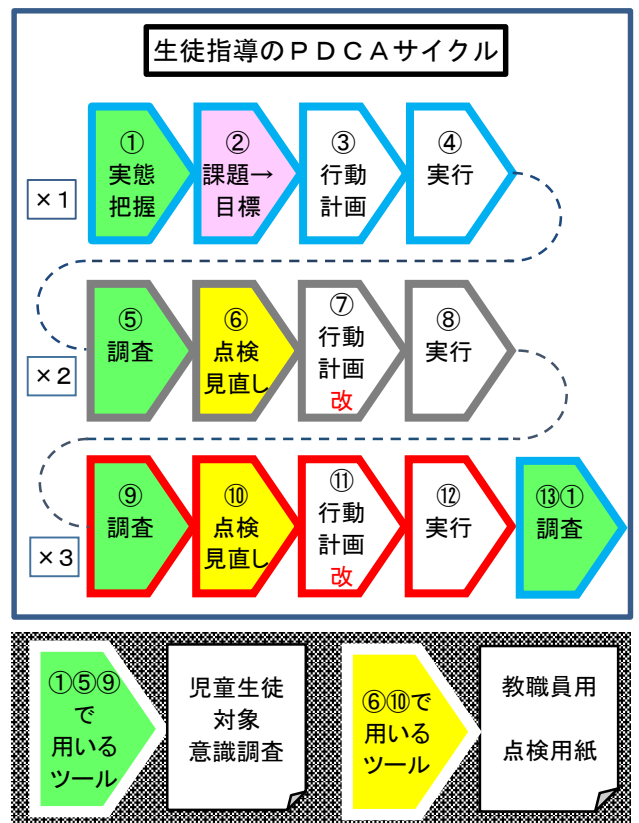 生徒指導のＰＤＣＡサイクル
×１
①
実態
把握
②
課題→
目標
③
行動
計画
④
実行
×２
⑤
調査
⑥
点検
見直し
⑦
行動
計画
改
⑧
実行
×３
⑨
調査
⑩
点検
見直し
⑪
行動
計画
改
⑫
実行
⑬①
調査
①⑤⑨
で
用いる
ツール
児童生徒
対象
意識調査
⑥⑩で
用いる
ツール
教職員用
点検用紙